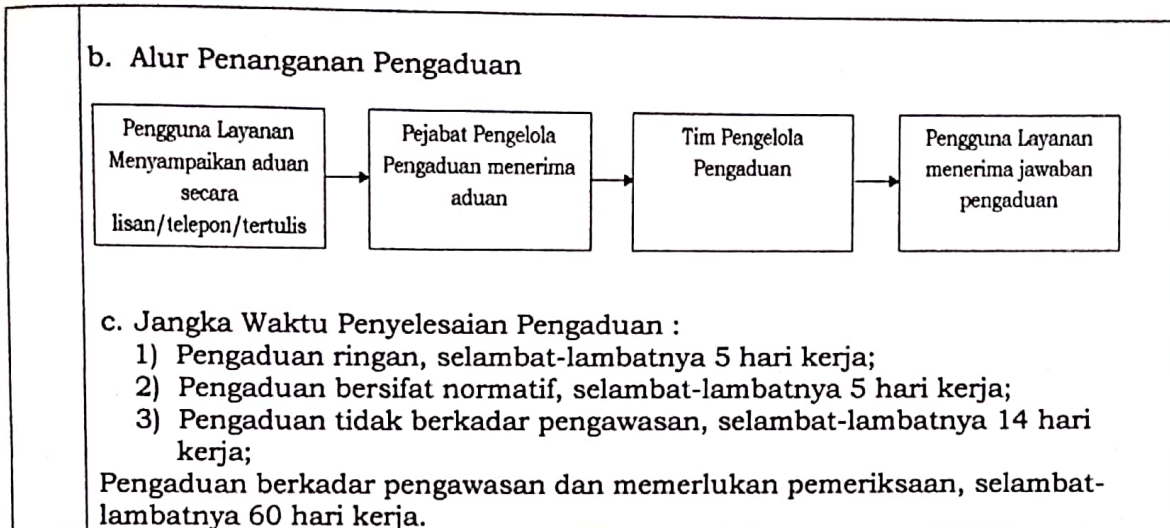 b. Alur Penanganan Pengaduan
Pengguna Layanan
Menyampaikan aduan
secara
lisan/telepon/tertulis
Pejabat Pengelola
Pengaduan menerima
aduan
Tim Pengelola
Pengaduan
Pengguna Layanan
menerima jawaban
pengaduan
c. Jangka Waktu Penyelesaian Pengaduan :
1) Pengaduan ringan, selambat-lambatnya 5 hari kerja;
2) Pengaduan bersifat normatif, selambat-lambatnya 5 hari kerja;
3) Pengaduan tidak berkadar pengawasan, selambat-lambatnya 14 hari
kerja;
Pengaduan berkadar pengawasan dan memerlukan pemeriksaan, selambat-
lambatnya 60 hari kerja.